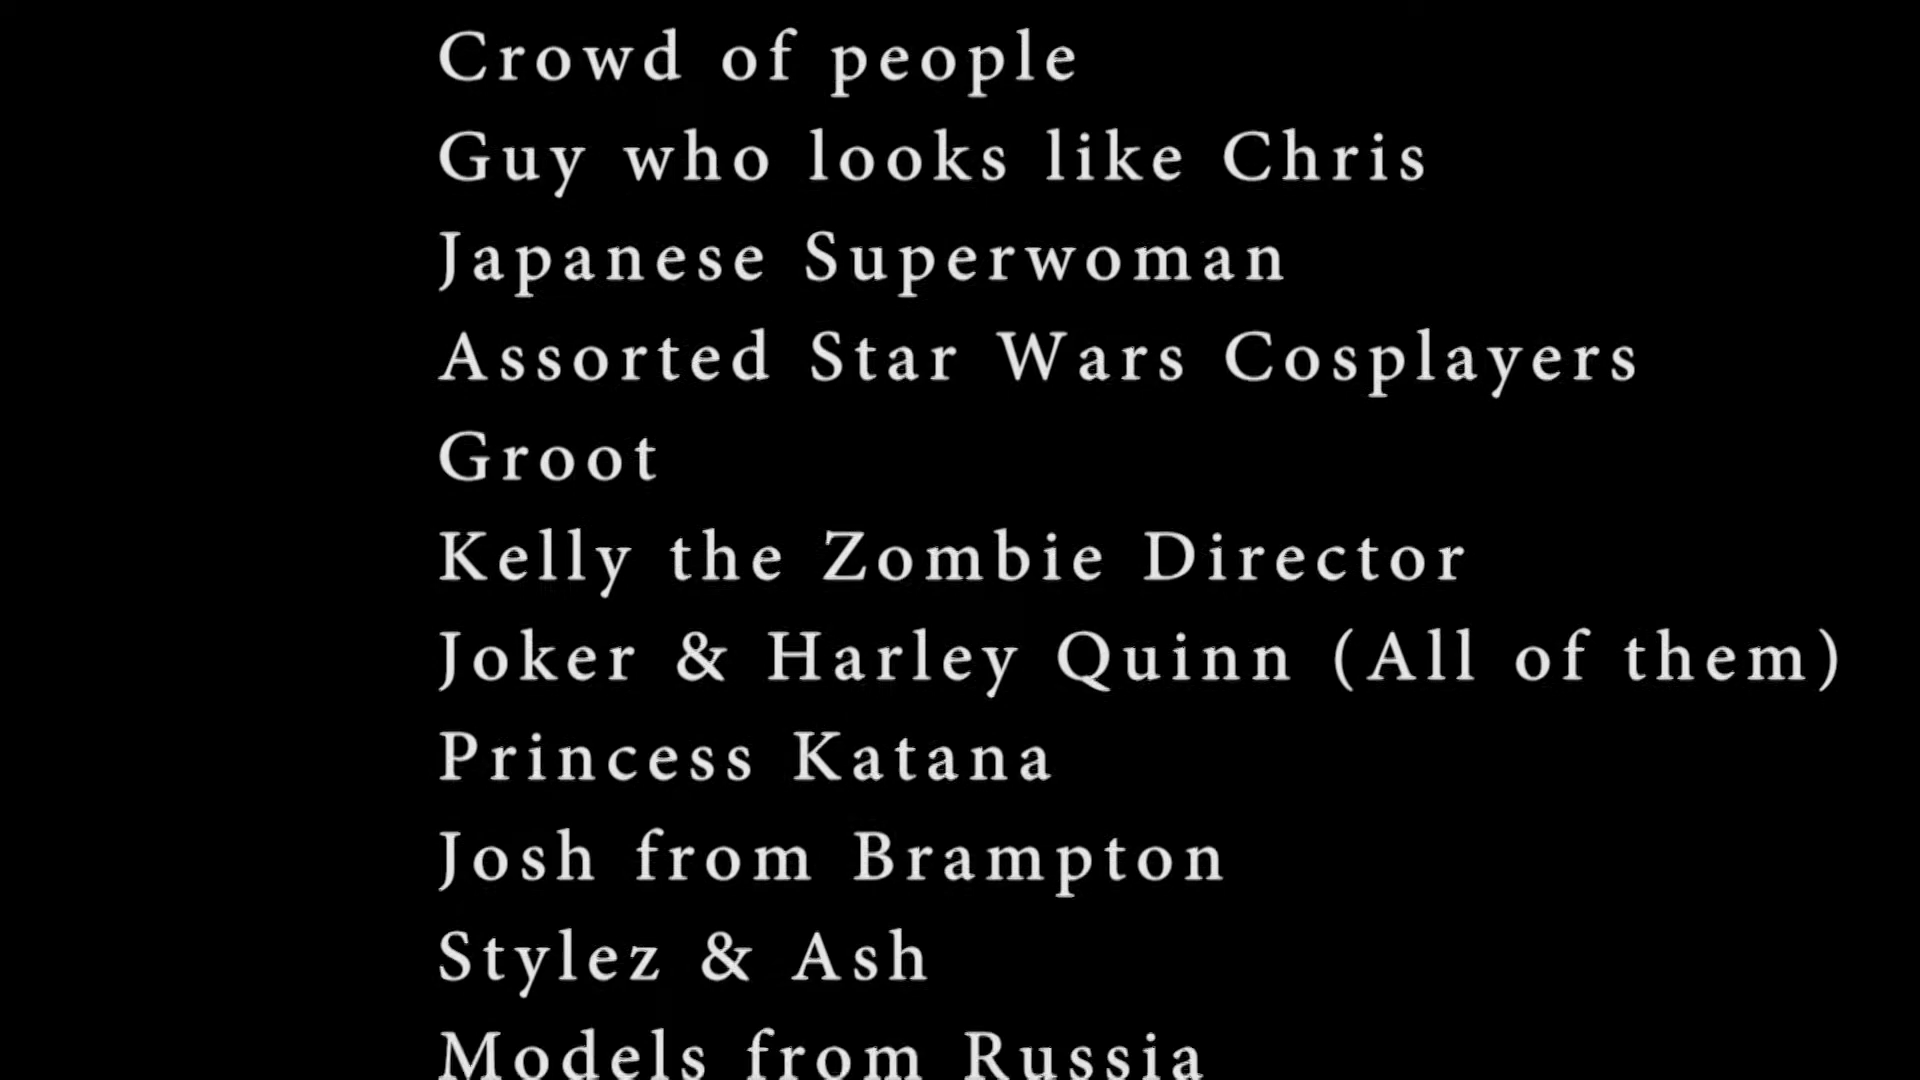 Crowd of people
Guy who looks like Chris
Japanese Superwoman
Assorted Star Wars Cosplayers
Groot
Kelly the Zombie Director
Joker & Harley Quinn (All of them)
Princess Katana
Josh from Brampton
Stylez & Ash
Models from Russia